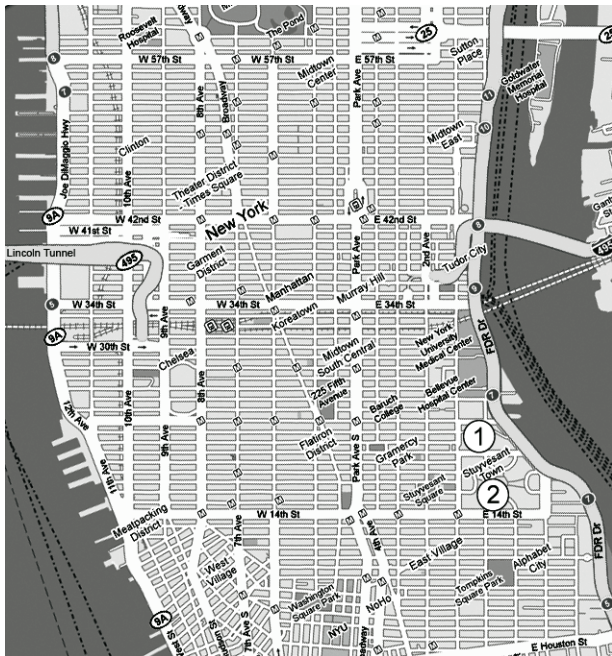 Roosevelt
Hospital
The Pond
25
W 57th St
E 57th St
Sutton
Place
8th Ave
Broadway
Midtown
Center
Park Ave
Goldwater
Memorial
Hospital
Joe DiMaggio Hwy
Clinton
10th Ave
Midtown
East
Theater District
- Times Square
9A
W 42nd St
New York
E 42nd St
W 41st St
Lincoln Tunnel
495
Garment
District
Manhattan
Park Ave
Murray Hill
2nd Ave
Tudor City
W 34th St
W 34th St
E 34th St
Koreatown
9A
W 30th St
9th Ave
Chelsea
Midtown
South Central
New York
University
Medical Center
FDR Dr
8th Ave
225 Fifth
Avenue
Baruch
College
Bellevue
Hospital Center
12th Ave
10th Ave
9th Ave
11th Ave
Flatiron
District
Park Ave S
Gramercy
Park
1
Stuyvesant
Town
Stuyvesant
Square
2
Meatpacking
District
W 14th St
7th Ave
4th Ave
E 14th St
FDR Dr
West
Village
East Village
Alphabet
City
Washington
Square Park
NoHo
Tompkins
Square Park
9A
7th Ave S
NYU
E Houston St